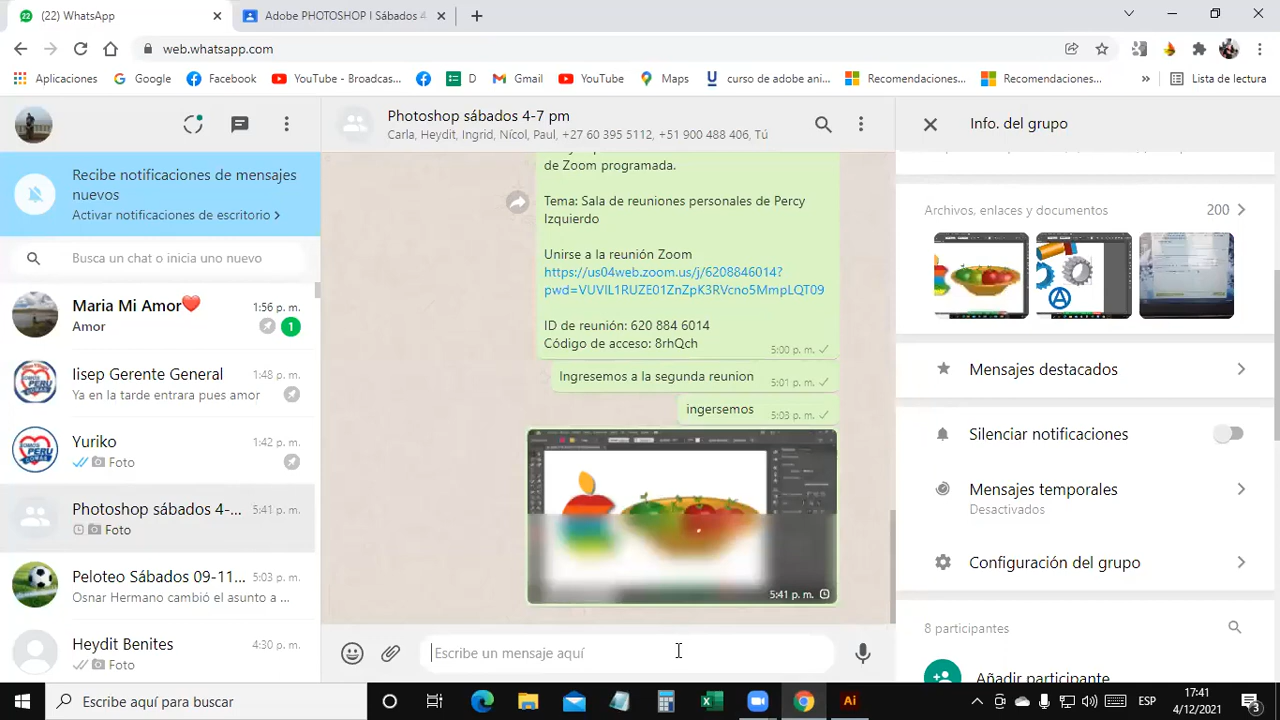 (22) WhatsApp
Adobe PHOTOSHOP I Sábados 4
web.whatsapp.com
Aplicaciones
Google
Facebook
YouTube - Broadcas...
D
Gmail
YouTube
Maps
curso de adobe ani...
Recomendaciones...
Recomendaciones...
»
Lista de lectura
Recibe notificaciones de mensajes
nuevos
Activar notificaciones de escritorio
Busca un chat o inicia uno nuevo
Maria Mi Amor❤️
1:56 p. m.
Amor
1
Iisep Gerente General
1:48 p. m.
Ya en la tarde entrara pues amor
Yuriko
1:42 p. m.
Foto
Photoshop sábados 4-...
5:41 p. m.
Foto
Peloteo Sábados 09-11...
5:03 p. m.
Osnar Hermano cambió el asunto a ...
Heydit Benites
4:30 p. m.
Foto
Photoshop sábados 4-7 pm
Carla, Heydit, Ingrid, Nícol, Paul, +27 60 395 5112, +51 900 488 406, Tú
de Zoom programada.
Tema: Sala de reuniones personales de Percy
Izquierdo
Unirse a la reunión Zoom
https://us04web.zoom.us/j/6208846014?
pwd=VUVIL1RUZE01ZnZpK3RVcno5MmpLQT09
ID de reunión: 620 884 6014
Código de acceso: 8rhQch
5:00 p. m.
Ingresemos a la segunda reunion
5:01 p. m.
ingersemos
5:03 p. m.
5:41 p. m.
Escribe un mensaje aquí
Info. del grupo
Archivos, enlaces y documentos
200
Mensajes destacados
Silenciar notificaciones
Mensajes temporales
Desactivados
Configuración del grupo
8 participantes
Añadir participante
Escribe aquí para buscar
Ai
ESP
17:41
4/12/2021
3